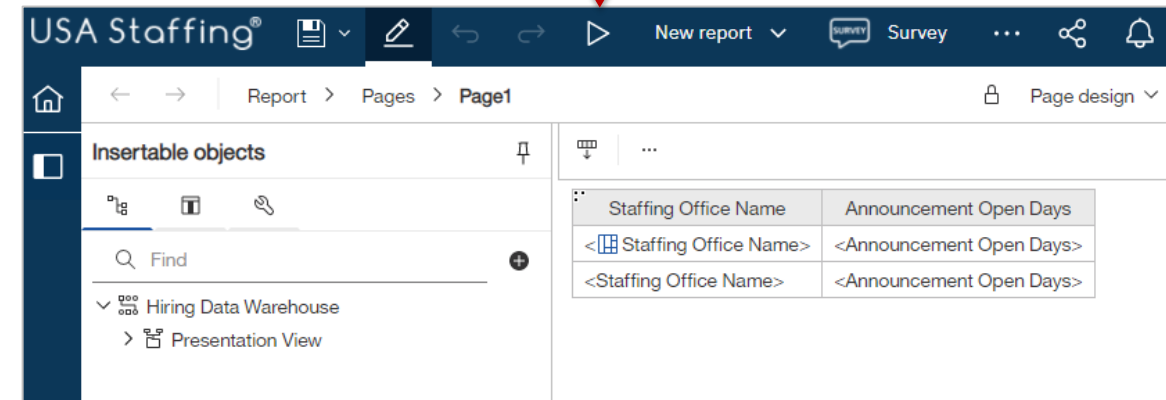 USA Staffing® New report SURVEY Survey ...
Report > Pages > Page1 Page design
Insertable objects ...
Find
Hiring Data Warehouse
Presentation View
Staffing Office Name Announcement Open Days
<Staffing Office Name> <Announcement Open Days>
<Staffing Office Name> <Announcement Open Days>